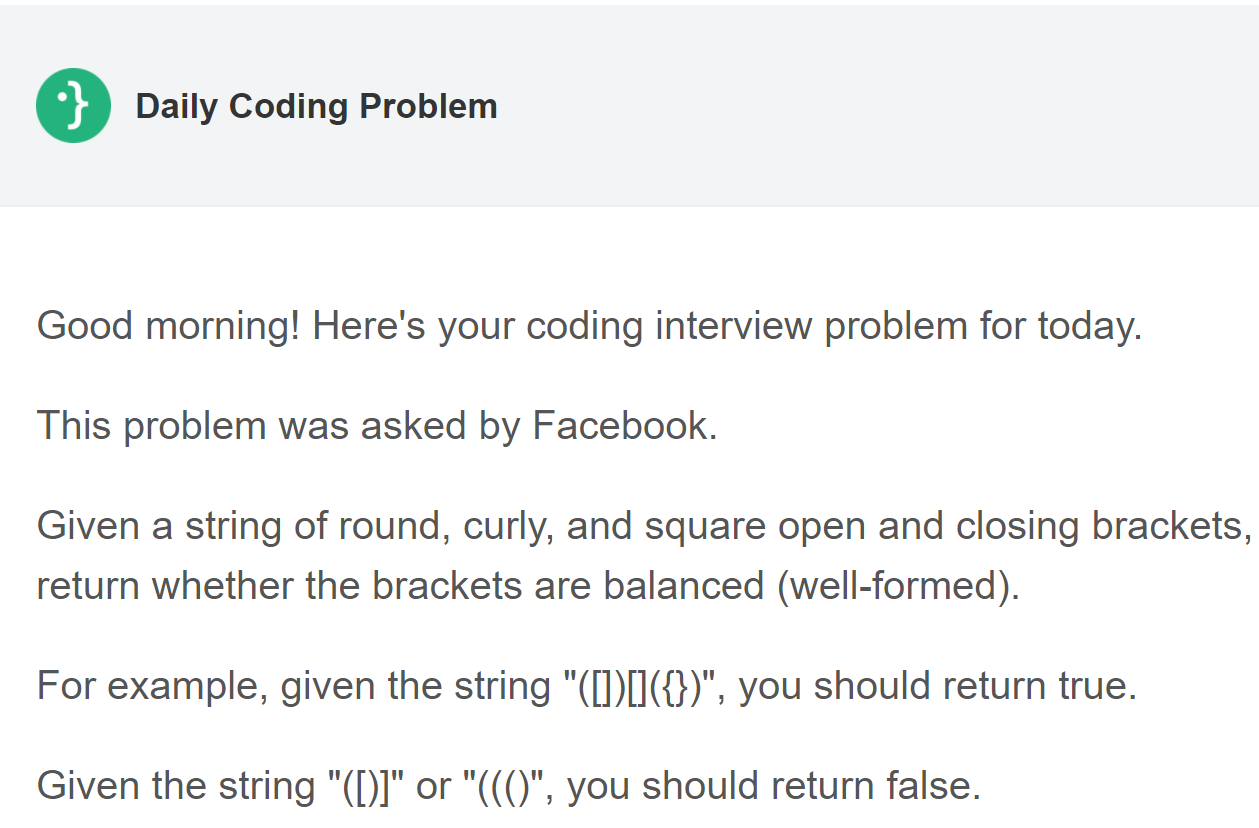 Daily Coding Problem
Good morning! Here's your coding interview problem for today.
This problem was asked by Facebook.
Given a string of round, curly, and square open and closing brackets,
return whether the brackets are balanced (well-formed).
For example, given the string "([])[]({})", you should return true.
Given the string "([)]" or "((()", you should return false.